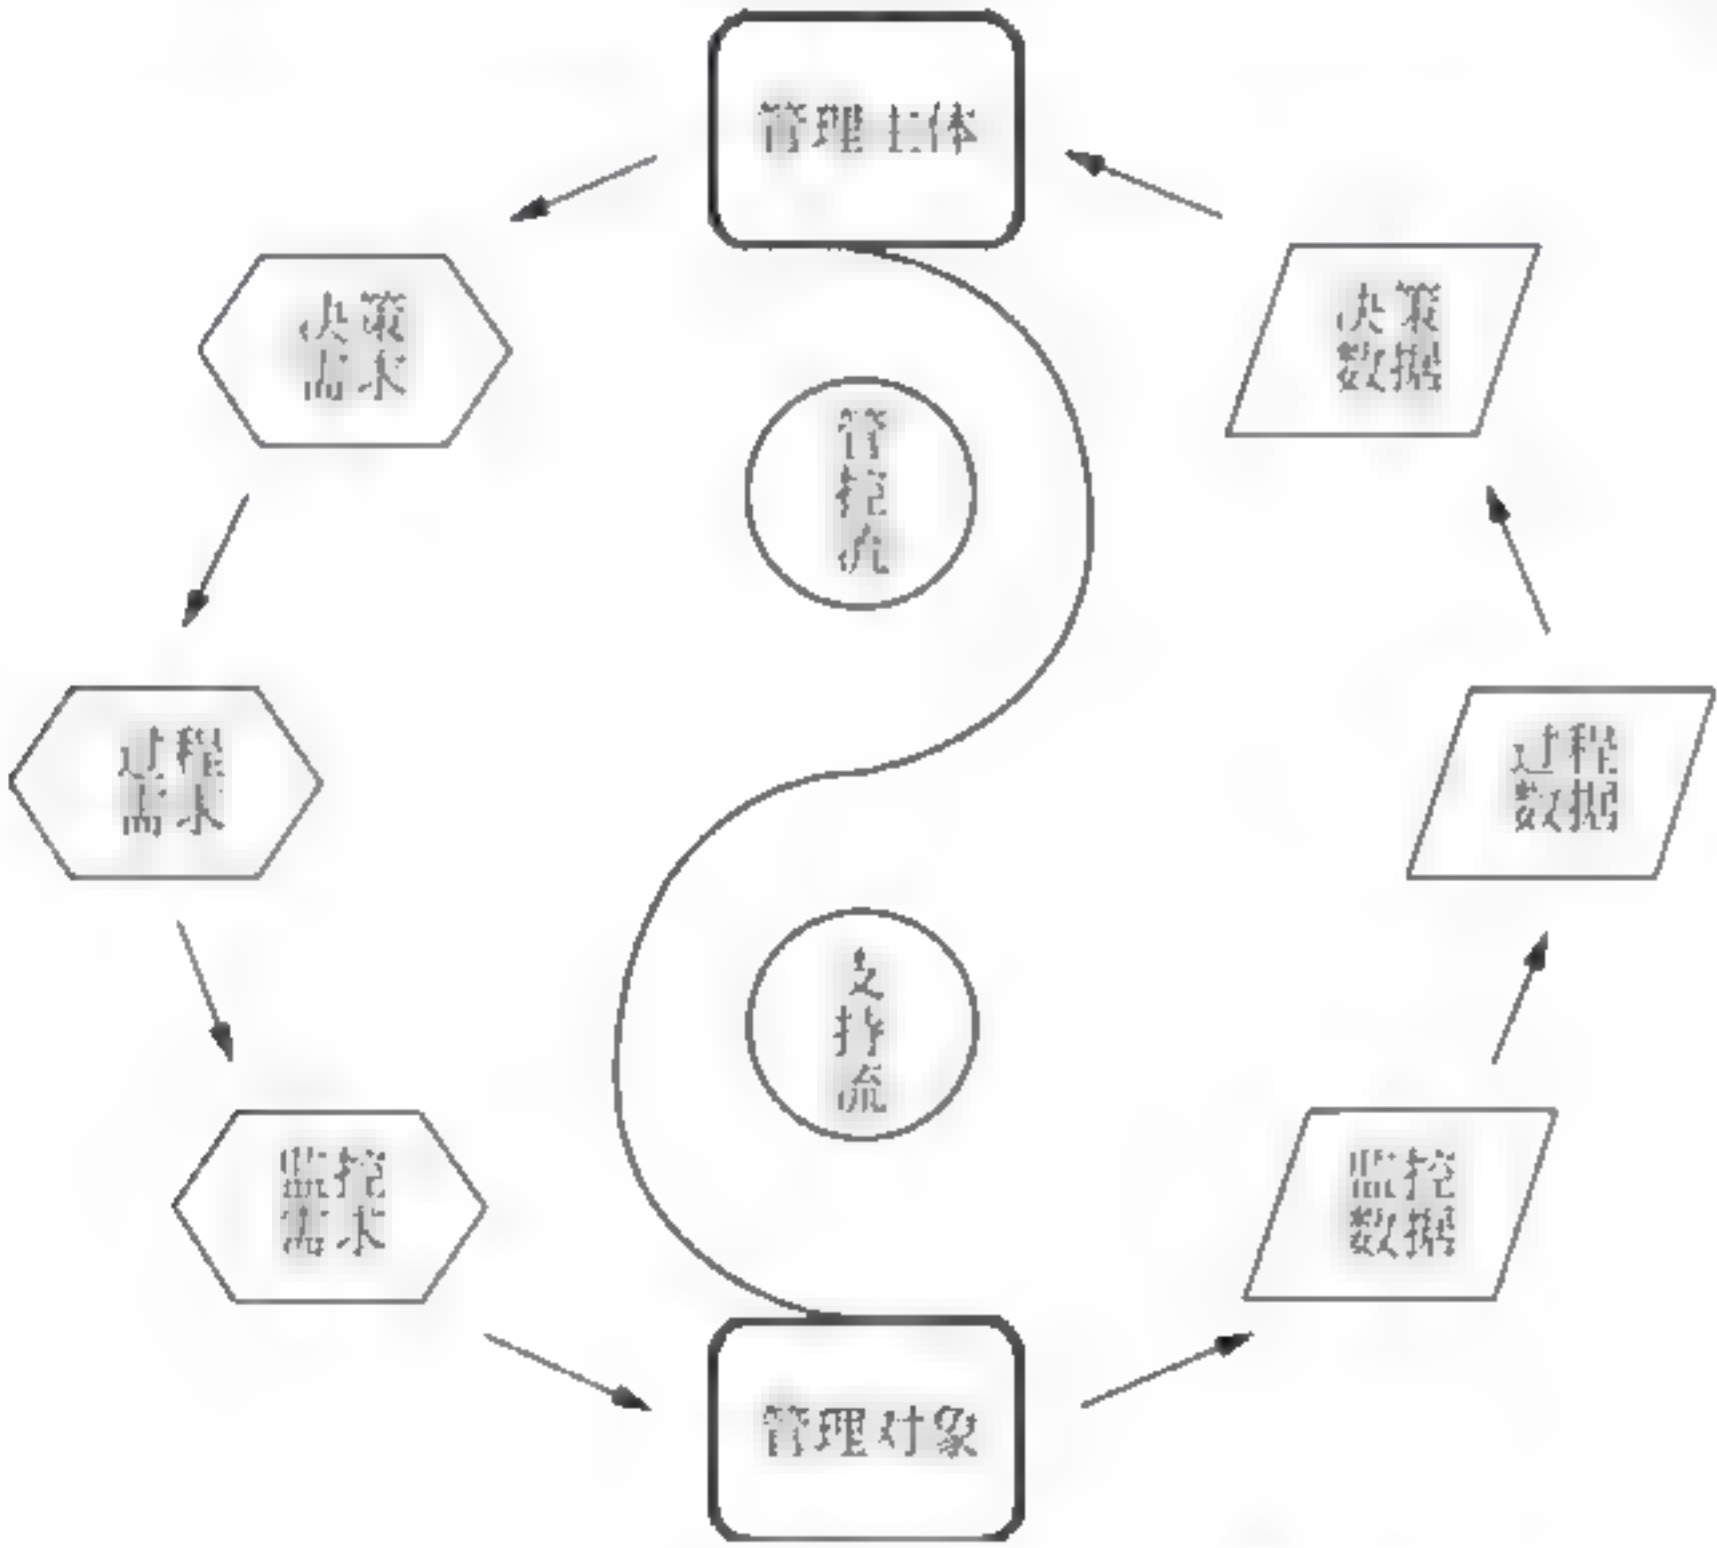 管理主体
决策
需求
决策
数据
管
控
流
过程
需求
过程
数据
支
持
流
监控
需求
监控
数据
管理对象